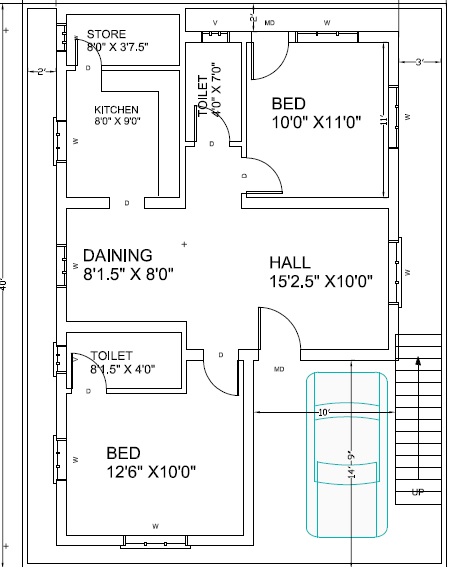 STORE
8'0" X 3'7.5"
V
2'
MD
W
W
D
2'
3'
TOILET
4'0" X 7'0"
BED
10'0" X11'0"
KITCHEN
8'0" X 9'0"
W
W
11'
D
D
D
DAINING
8'1.5" X 8'0"
HALL
15'2.5" X10'0"
W
W
40'
TOILET
8'1.5" X 4'0"
V
D
D
MD
10'
BED
12'6" X10'0"
W
14'-9"
UP
W